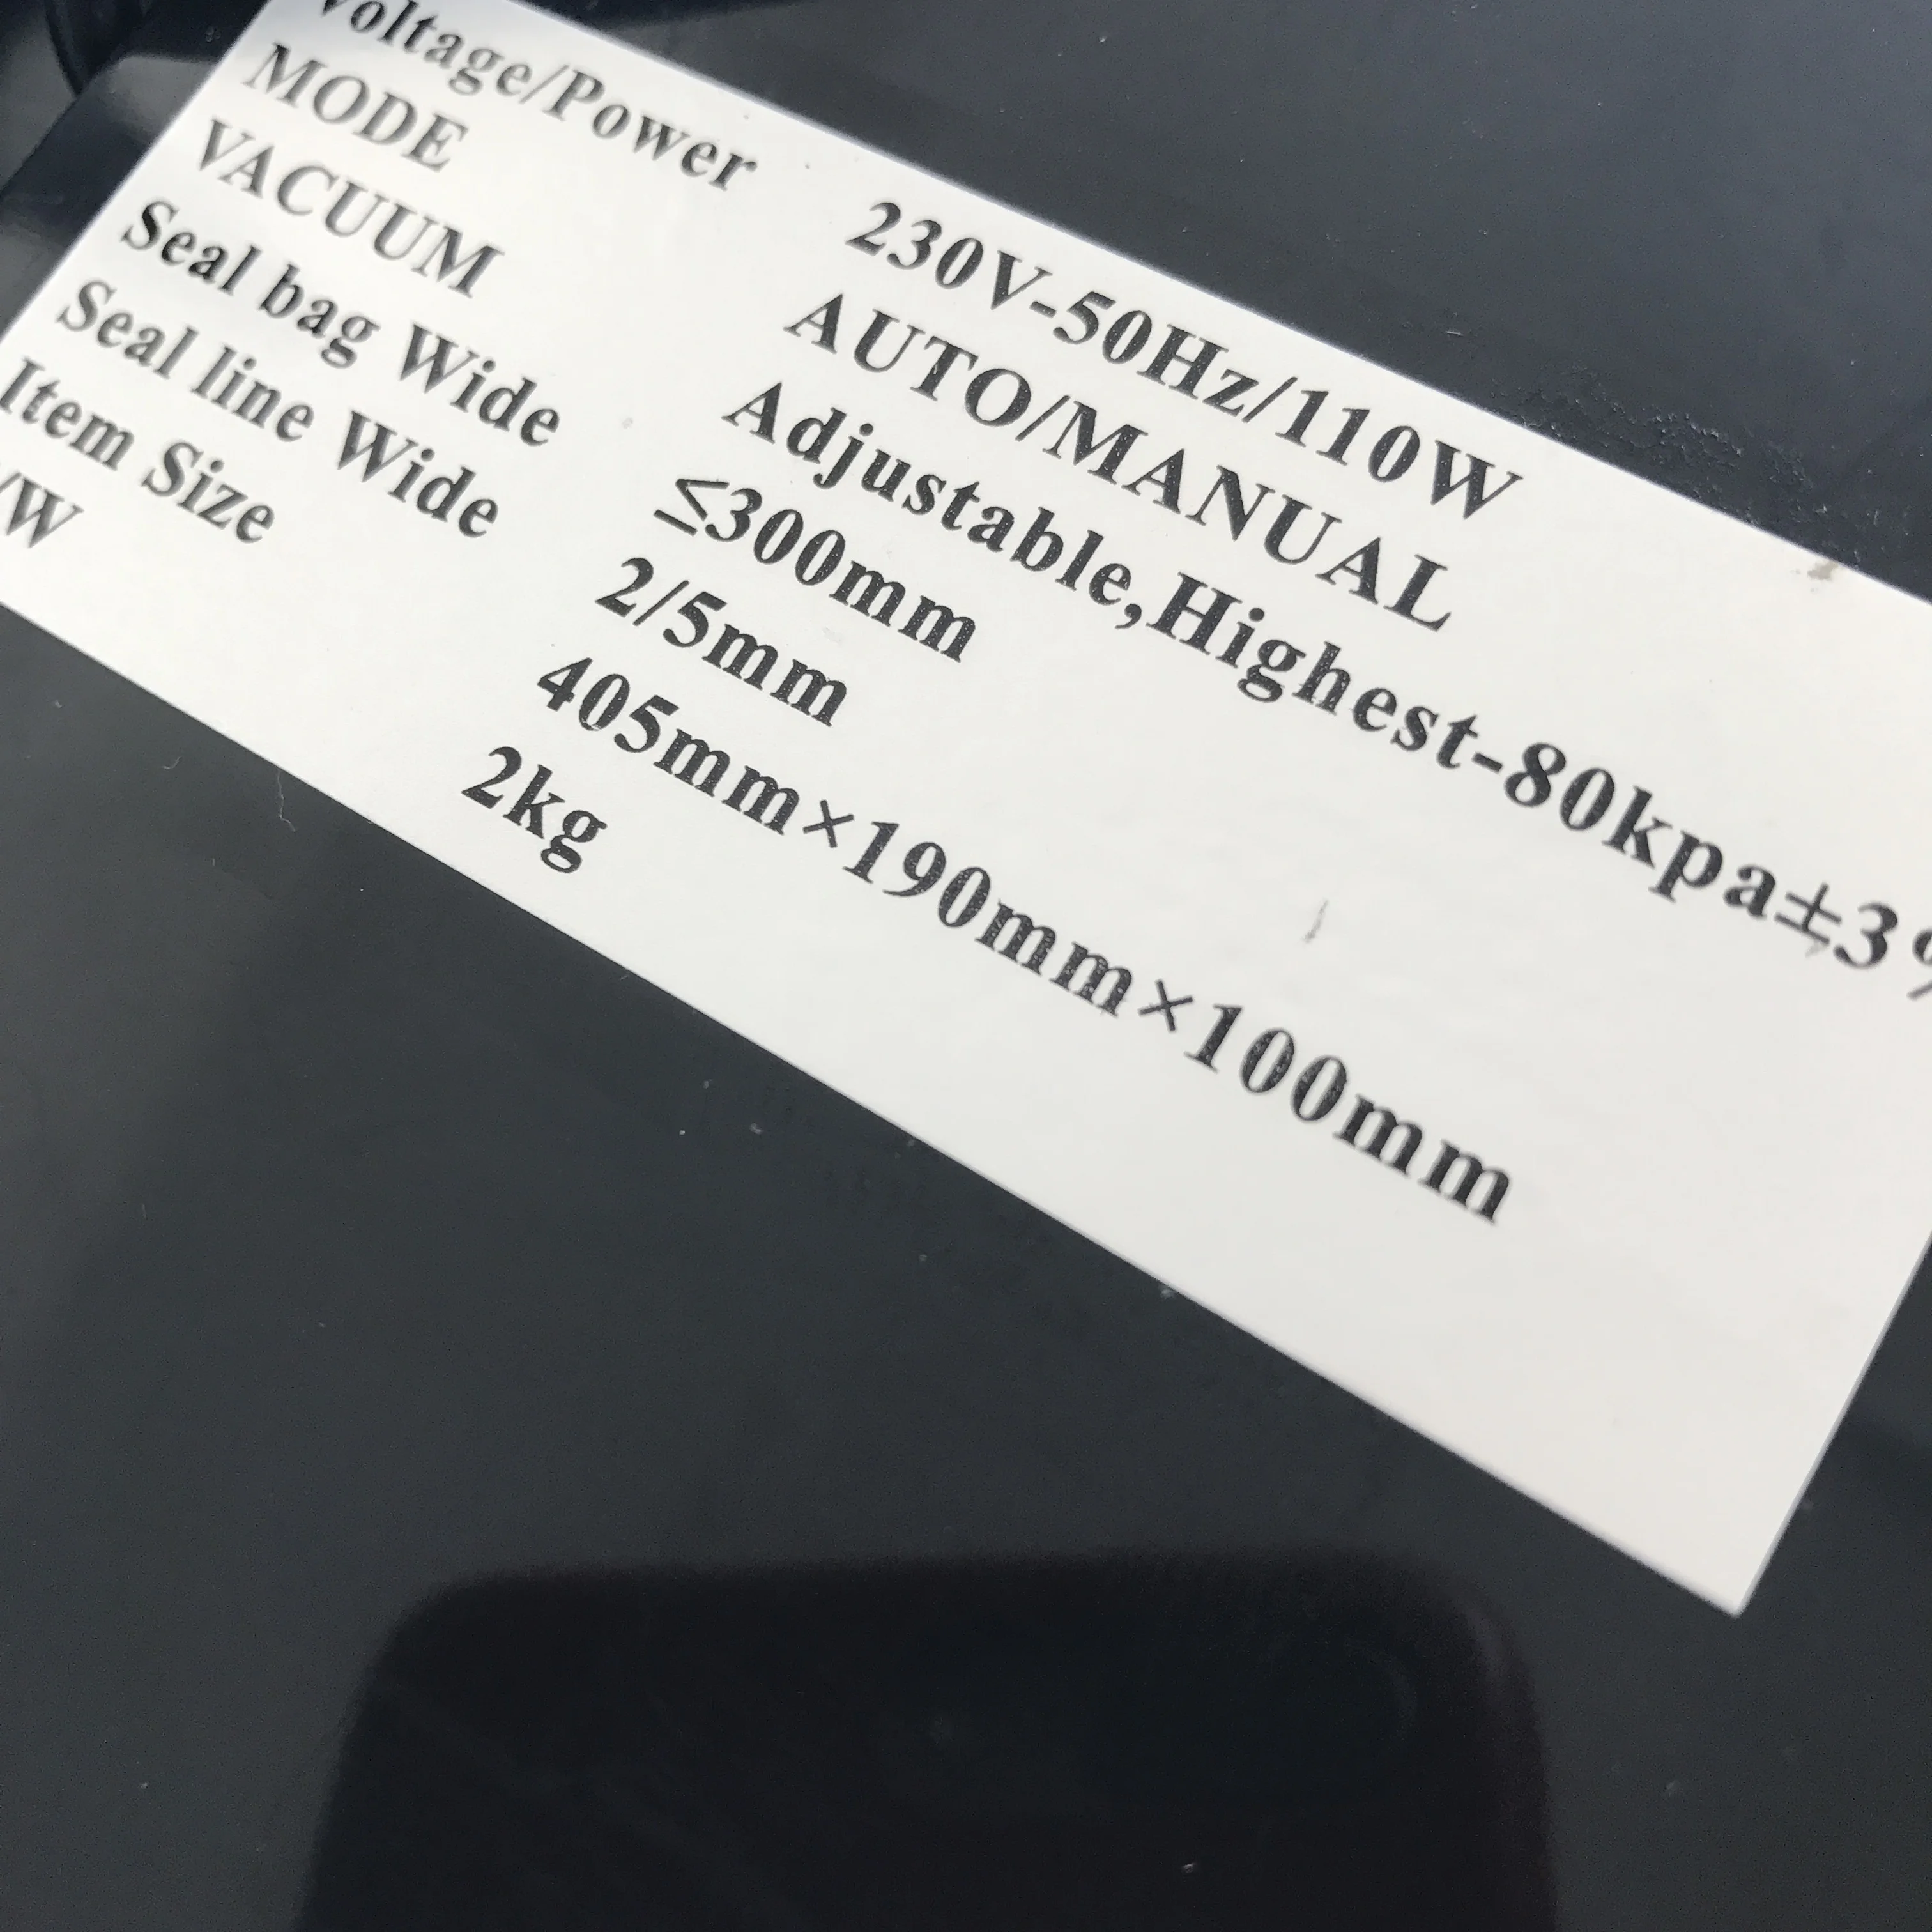 Voltage/Power 230V-50Hz/110W
MODE AUTO/MANUAL
VACUUM Adjustable,Highest-80kpa±3%
Seal bag Wide ≤300mm
Seal line Wide 2/5mm
Item Size 405mm×190mm×100mm
/W 2kg